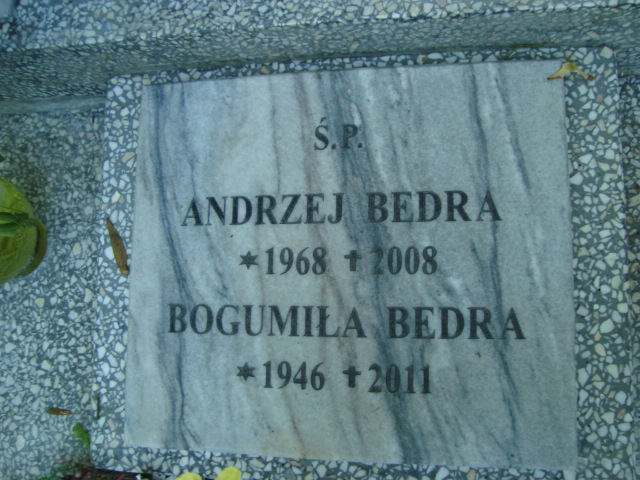 Ś.P.
ANDRZEJ BEDRA
*1968 ✝2008
BOGUMIŁA BEDRA
*1946 ✝2011